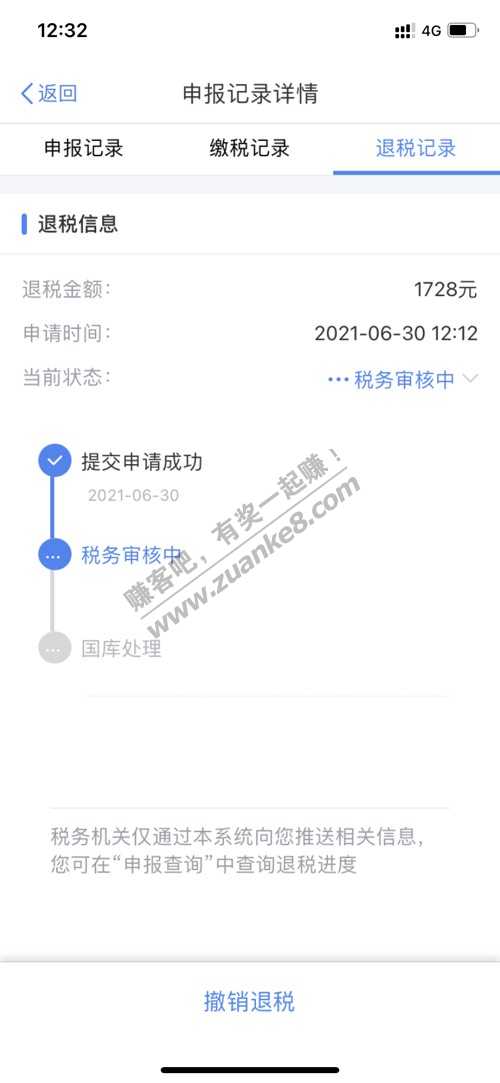 12:32
4G
返回
申报记录详情
申报记录 缴税记录 退税记录
退税信息
退税金额： 1728元
申请时间： 2021-06-30 12:12
当前状态： ··· 税务审核中
提交申请成功
2021-06-30
税务审核中
国库处理
赚客吧，有奖一起赚！
www.zuanke8.com
税务机关仅通过本系统向您推送相关信息，
您可在“申报查询”中查询退税进度
撤销退税